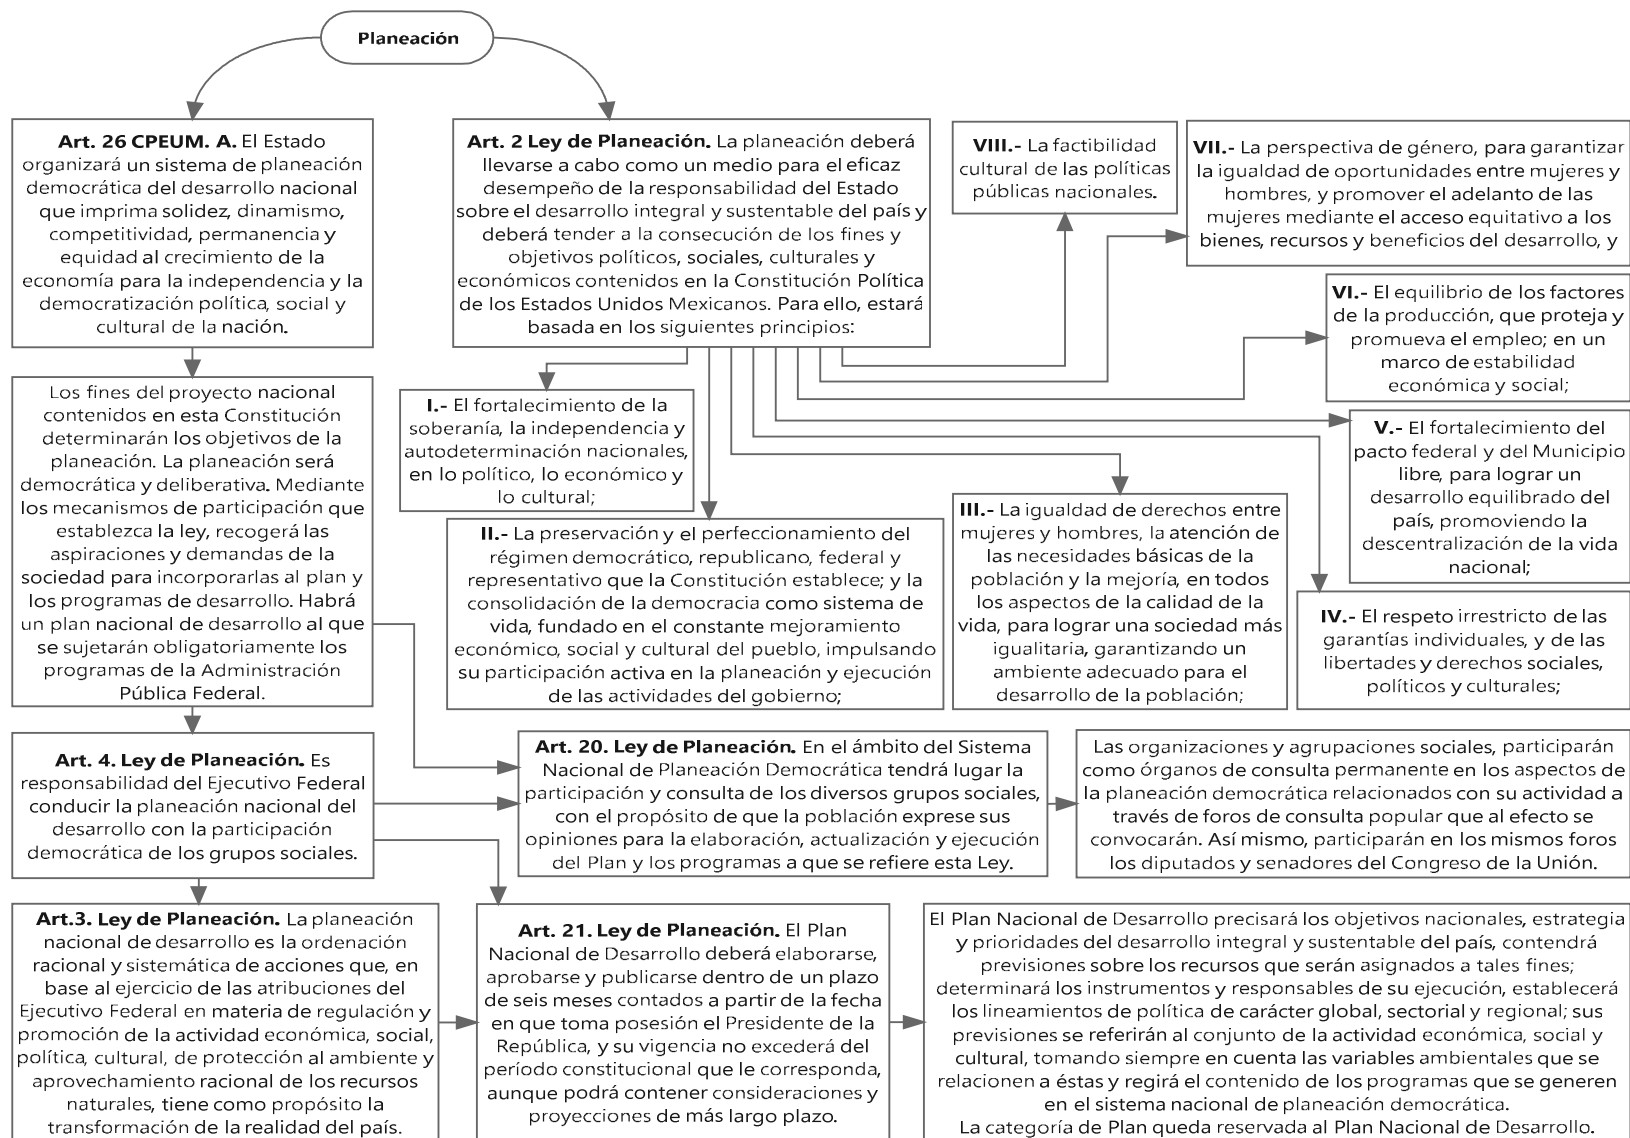 Planeación
Art. 26 CPEUM. A. El Estado
organizará un sistema de planeación
democrática del desarrollo nacional
que imprima solidez, dinamismo,
competitividad, permanencia y
equidad al crecimiento de la
economía para la independencia y la
democratización política, social y
cultural de la nación.
Art. 2 Ley de Planeación. La planeación deberá
llevarse a cabo como un medio para el eficaz
desempeño de la responsabilidad del Estado
sobre el desarrollo integral y sustentable del país y
deberá tender a la consecución de los fines y
objetivos políticos, sociales, culturales y
económicos contenidos en la Constitución Política
de los Estados Unidos Mexicanos. Para ello, estará
basada en los siguientes principios:
VIII.- La factibilidad
cultural de las políticas
públicas nacionales.
VII.- La perspectiva de género, para garantizar
la igualdad de oportunidades entre mujeres y
hombres, y promover el adelanto de las
mujeres mediante el acceso equitativo a los
bienes, recursos y beneficios del desarrollo, y
VI.- El equilibrio de los factores
de la producción, que proteja y
promueva el empleo; en un
marco de estabilidad
económica y social;
Los fines del proyecto nacional
contenidos en esta Constitución
determinarán los objetivos de la
planeación. La planeación será
democrática y deliberativa. Mediante
los mecanismos de participación que
establezca la ley, recogerá las
aspiraciones y demandas de la
sociedad para incorporarlas al plan y
los programas de desarrollo. Habrá
un plan nacional de desarrollo al que
se sujetarán obligatoriamente los
programas de la Administración
Pública Federal.
I.- El fortalecimiento de la
soberanía, la independencia y
autodeterminación nacionales,
en lo político, lo económico y
lo cultural;
V.- El fortalecimiento del
pacto federal y del Municipio
libre, para lograr un
desarrollo equilibrado del
país, promoviendo la
descentralización de la vida
nacional;
II.- La preservación y el perfeccionamiento del
régimen democrático, republicano, federal y
representativo que la Constitución establece; y la
consolidación de la democracia como sistema de
vida, fundado en el constante mejoramiento
económico, social y cultural del pueblo, impulsando
su participación activa en la planeación y ejecución
de las actividades del gobierno;
III.- La igualdad de derechos entre
mujeres y hombres, la atención de
las necesidades básicas de la
población y la mejoría, en todos
los aspectos de la calidad de la
vida, para lograr una sociedad más
igualitaria, garantizando un
ambiente adecuado para el
desarrollo de la población;
IV.- El respeto irrestricto de las
garantías individuales, y de las
libertades y derechos sociales,
políticos y culturales;
Art. 4. Ley de Planeación. Es
responsabilidad del Ejecutivo Federal
conducir la planeación nacional del
desarrollo con la participación
democrática de los grupos sociales.
Art. 20. Ley de Planeación. En el ámbito del Sistema
Nacional de Planeación Democrática tendrá lugar la
participación y consulta de los diversos grupos sociales,
con el propósito de que la población exprese sus
opiniones para la elaboración, actualización y ejecución
del Plan y los programas a que se refiere esta Ley.
Las organizaciones y agrupaciones sociales, participarán
como órganos de consulta permanente en los aspectos de
la planeación democrática relacionados con su actividad a
través de foros de consulta popular que al efecto se
convocarán. Así mismo, participarán en los mismos foros
los diputados y senadores del Congreso de la Unión.
Art.3. Ley de Planeación. La planeación
nacional de desarrollo es la ordenación
racional y sistemática de acciones que, en
base al ejercicio de las atribuciones del
Ejecutivo Federal en materia de regulación y
promoción de la actividad económica, social,
política, cultural, de protección al ambiente y
aprovechamiento racional de los recursos
naturales, tiene como propósito la
transformación de la realidad del país.
Art. 21. Ley de Planeación. El Plan
Nacional de Desarrollo deberá elaborarse,
aprobarse y publicarse dentro de un plazo
de seis meses contados a partir de la fecha
en que toma posesión el Presidente de la
República, y su vigencia no excederá del
período constitucional que le corresponda,
aunque podrá contener consideraciones y
proyecciones de más largo plazo.
El Plan Nacional de Desarrollo precisará los objetivos nacionales, estrategia
y prioridades del desarrollo integral y sustentable del país, contendrá
previsiones sobre los recursos que serán asignados a tales fines;
determinará los instrumentos y responsables de su ejecución, establecerá
los lineamientos de política de carácter global, sectorial y regional; sus
previsiones se referirán al conjunto de la actividad económica, social y
cultural, tomando siempre en cuenta las variables ambientales que se
relacionen a éstas y regirá el contenido de los programas que se generen
en el sistema nacional de planeación democrática.
La categoría de Plan queda reservada al Plan Nacional de Desarrollo.